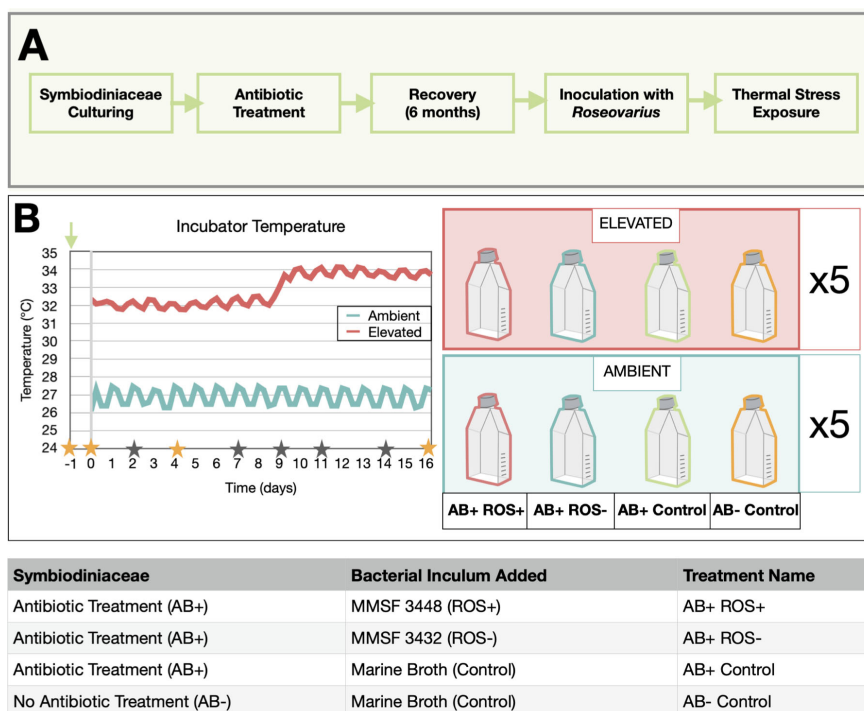 A
Symbiodiniaceae
Culturing
Antibiotic
Treatment
Recovery
(6 months)
Inoculation with
Roseovarius
Thermal Stress
Exposure
B
Incubator Temperature
Temperature (°C)
35
34
33
32
31
30
29
28
27
26
25
24
Ambient
Elevated
-1 0 1 2 3 4 5 6 7 8 9 10 11 12 13 14 15 16
Time (days)
ELEVATED
x5
AMBIENT
x5
AB+ ROS+ AB+ ROS- AB+ Control AB- Control
Symbiodiniaceae Bacterial Inculum Added Treatment Name
Antibiotic Treatment (AB+) MMSF 3448 (ROS+) AB+ ROS+
Antibiotic Treatment (AB+) MMSF 3432 (ROS-) AB+ ROS-
Antibiotic Treatment (AB+) Marine Broth (Control) AB+ Control
No Antibiotic Treatment (AB-) Marine Broth (Control) AB- Control